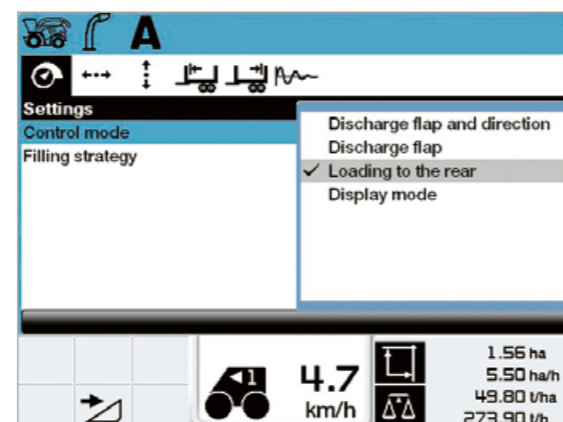 A
Settings
Control mode
Filling strategy
Discharge flap and direction
Discharge flap
Loading to the rear
Display mode
1
4.7
km/h
1.56 ha
5.50 ha/h
49.80 t/ha
273.90 t/h